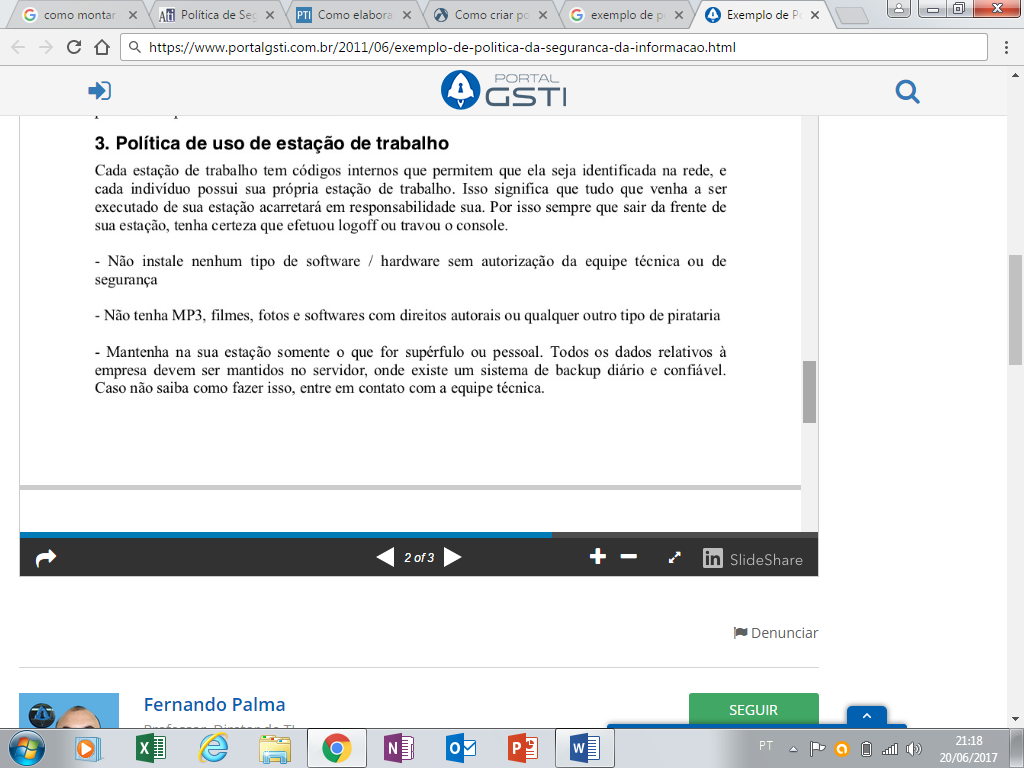 como montar
Política de Seg
PTI
Como elabora
Como criar po
exemplo de po
Exemplo de Po
https://www.portalgsti.com.br/2011/06/exemplo-de-politica-da-seguranca-da-informacao.html
PORTAL
GSTI
3. Política de uso de estação de trabalho
Cada estação de trabalho tem códigos internos que permitem que ela seja identificada na rede, e
cada indivíduo possui sua própria estação de trabalho. Isso significa que tudo que venha a ser
executado de sua estação acarretará em responsabilidade sua. Por isso sempre que sair da frente de
sua estação, tenha certeza que efetuou logoff ou travou o console.
- Não instale nenhum tipo de software / hardware sem autorização da equipe técnica ou de
segurança
- Não tenha MP3, filmes, fotos e softwares com direitos autorais ou qualquer outro tipo de pirataria
- Mantenha na sua estação somente o que for supérfulo ou pessoal. Todos os dados relativos à
empresa devem ser mantidos no servidor, onde existe um sistema de backup diário e confiável.
Caso não saiba como fazer isso, entre em contato com a equipe técnica.
2 of 3
in SlideShare
Denunciar
Fernando Palma
Professor, Diretor de TI
SEGUIR
PT
21:18
20/06/2017